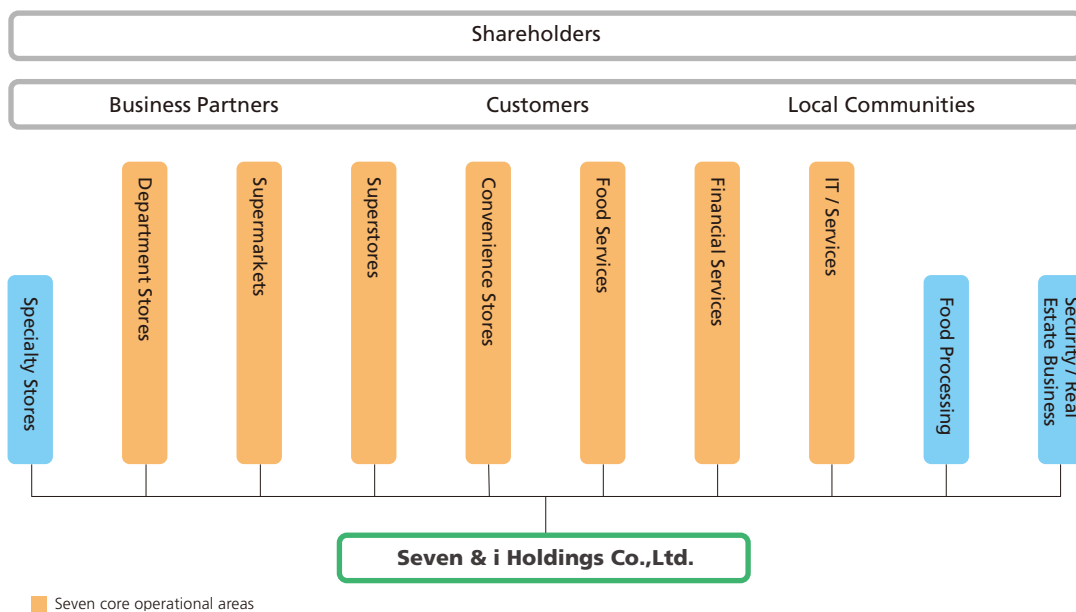 Shareholders
Business Partners
Customers
Local Communities
Specialty Stores
Department Stores
Supermarkets
Superstores
Convenience Stores
Food Services
Financial Services
IT / Services
Food Processing
Security / Real
Estate Business
Seven & i Holdings Co.,Ltd.
Seven core operational areas